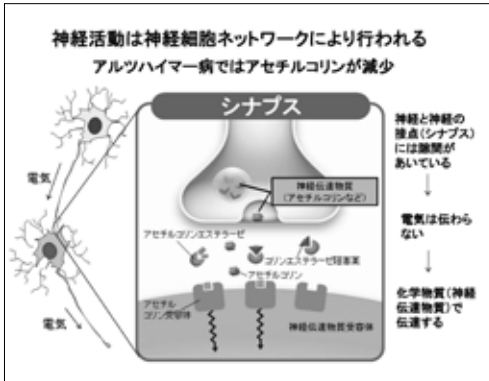 神経活動は神経細胞ネットワークにより行われる
アルツハイマー病ではアセチルコリンが減少
シナプス
電気
電気
神経伝達物質
(アセチルコリンなど)
アセチルコリンエステラーゼ
コリンエステラーゼ阻害薬
アセチルコリン
アセチル
コリン受容体
神経伝達物質受容体
神経と神経の
接点(シナプス)
には隙間が
あいている
電気は伝わら
ない
化学物質(神経
伝達物質)で
伝達する